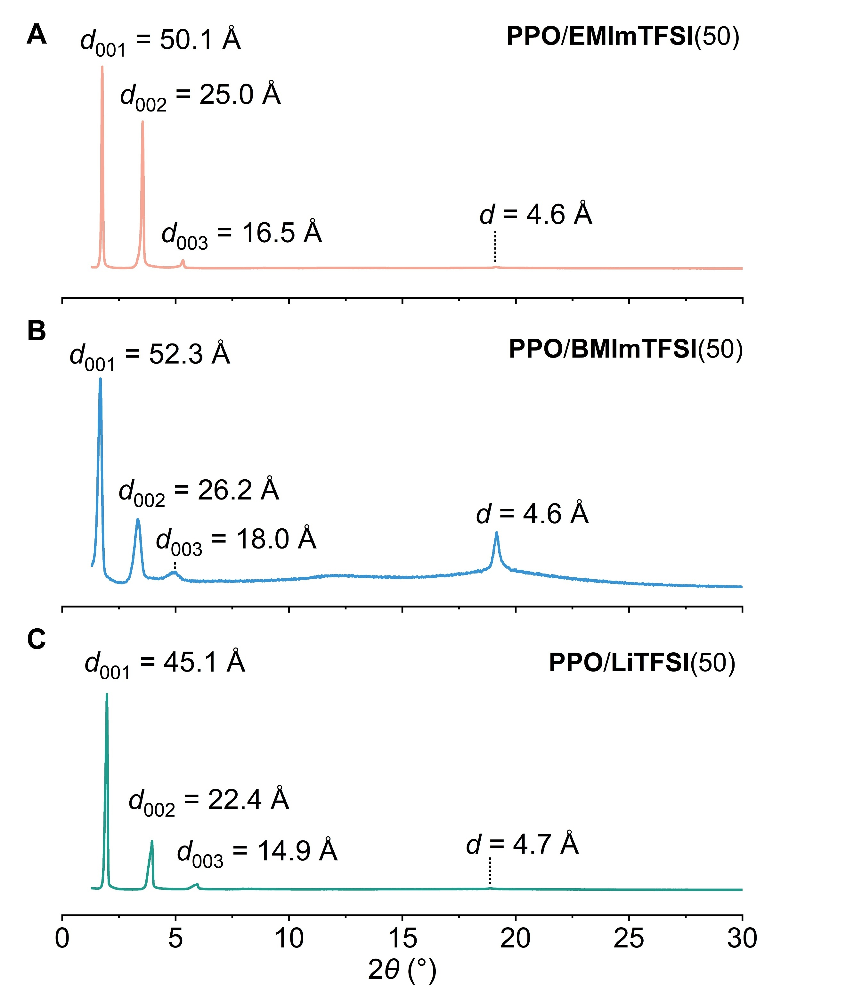 A
d001 = 50.1 Å
PPO/EMImTFSI(50)
d002 = 25.0 Å
d003 = 16.5 Å
d = 4.6 Å
B
d001 = 52.3 Å
PPO/BMImTFSI(50)
d002 = 26.2 Å
d003 = 18.0 Å
d = 4.6 Å
C
d001 = 45.1 Å
PPO/LiTFSI(50)
d002 = 22.4 Å
d003 = 14.9 Å
d = 4.7 Å
0 5 10 15 20 25 30
2θ (°)